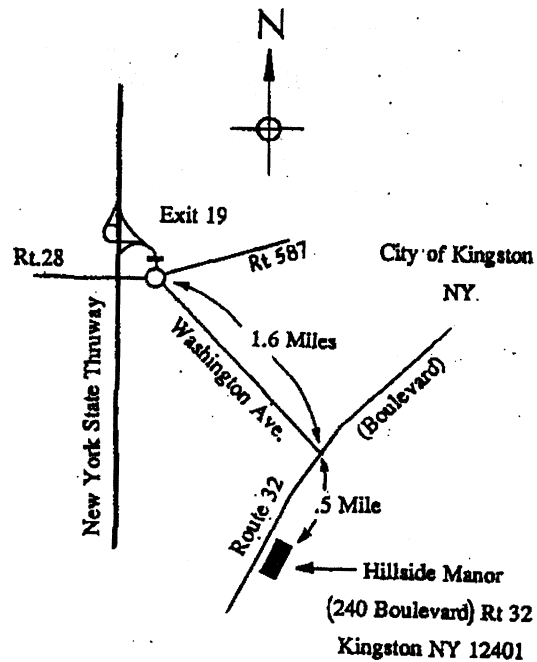 N
Exit 19
Rt.28
Rt 587
City of Kingston
NY.
1.6 Miles
Washington Ave.
(Boulevard)
New York State Thruway
Route 32
.5 Mile
Hillside Manor
(240 Boulevard) Rt 32
Kingston NY 12401